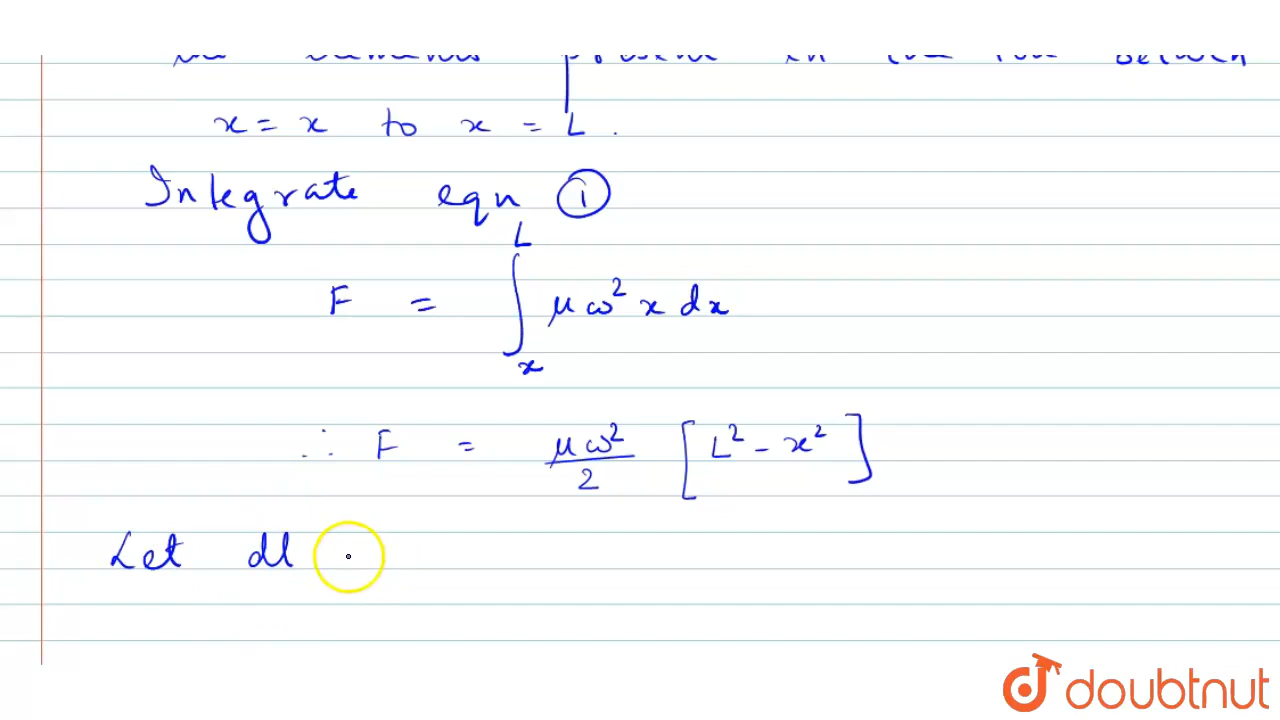 x = x to x = L .
Integrate eqn ①
F = ∫ₓᴸ μω² x dx
∴ F = μω²/2 [L² - x²]
Let dl
doubtnut